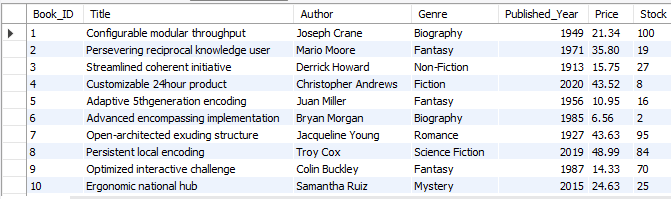 Book_ID Title Author Genre Published_Year Price Stock
1 Configurable modular throughput Joseph Crane Biography 1949 21.34 100
2 Persevering reciprocal knowledge user Mario Moore Fantasy 1971 35.80 19
3 Streamlined coherent initiative Derrick Howard Non-Fiction 1913 15.75 27
4 Customizable 24hour product Christopher Andrews Fiction 2020 43.52 8
5 Adaptive 5thgeneration encoding Juan Miller Fantasy 1956 10.95 16
6 Advanced encompassing implementation Bryan Morgan Biography 1985 6.56 2
7 Open-architected exuding structure Jacqueline Young Romance 1927 43.63 95
8 Persistent local encoding Troy Cox Science Fiction 2019 48.99 84
9 Optimized interactive challenge Colin Buckley Fantasy 1987 14.33 70
10 Ergonomic national hub Samantha Ruiz Mystery 2015 24.63 25